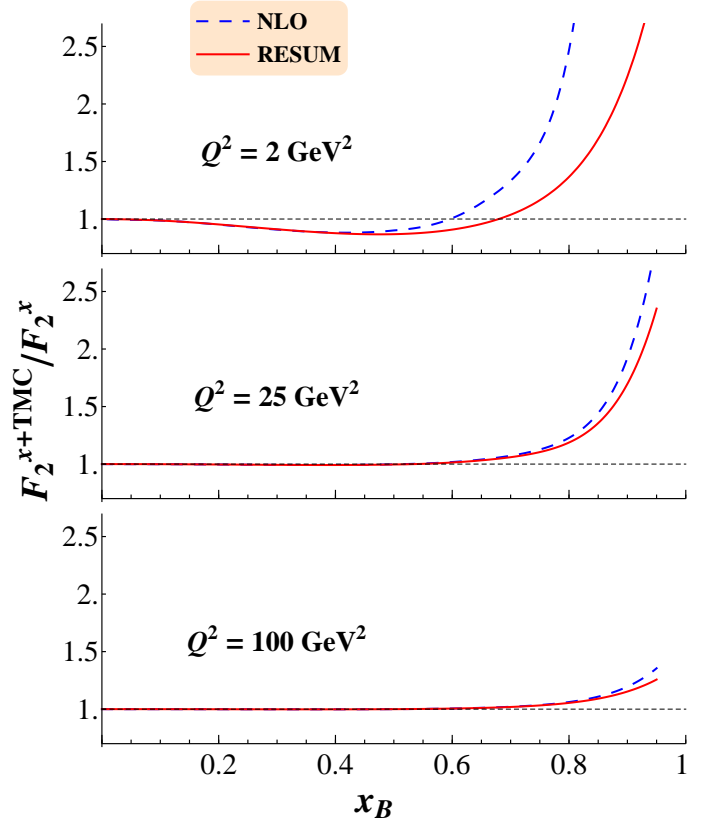 NLO
RESUM
2.5
2.
1.5
1.
Q² = 2 GeV²
2.5
2.
1.5
1.
Q² = 25 GeV²
2.5
2.
1.5
1.
Q² = 100 GeV²
0.2 0.4 0.6 0.8 1
x_B
F₂^{x+TMC}/F₂^x